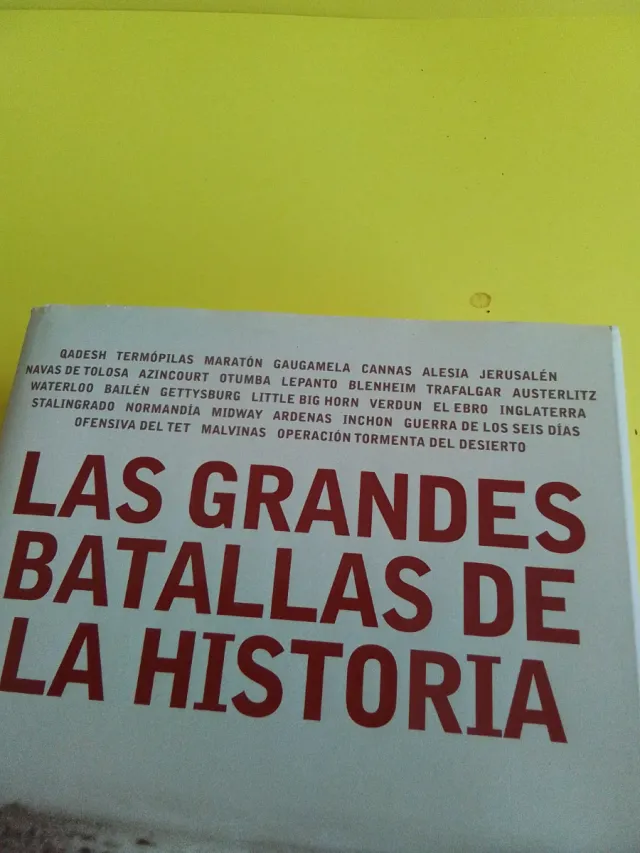 QADESH TERMÓPILAS MARATÓN GAUGAMELA CANNAS ALESIA JERUSALÉN
NAVAS DE TOLOSA AZINCOURT OTUMBA LEPANTO BLENHEIM TRAFALGAR AUSTERLITZ
WATERLOO BAILÉN GETTYSBURG LITTLE BIG HORN VERDUN EL EBRO INGLATERRA
STALINGRADO NORMANDÍA MIDWAY ARDENAS INCHON GUERRA DE LOS SEIS DÍAS
OFENSIVA DEL TET MALVINAS OPERACIÓN TORMENTA DEL DESIERTO
LAS GRANDES
BATALLAS DE
LA HISTORIA